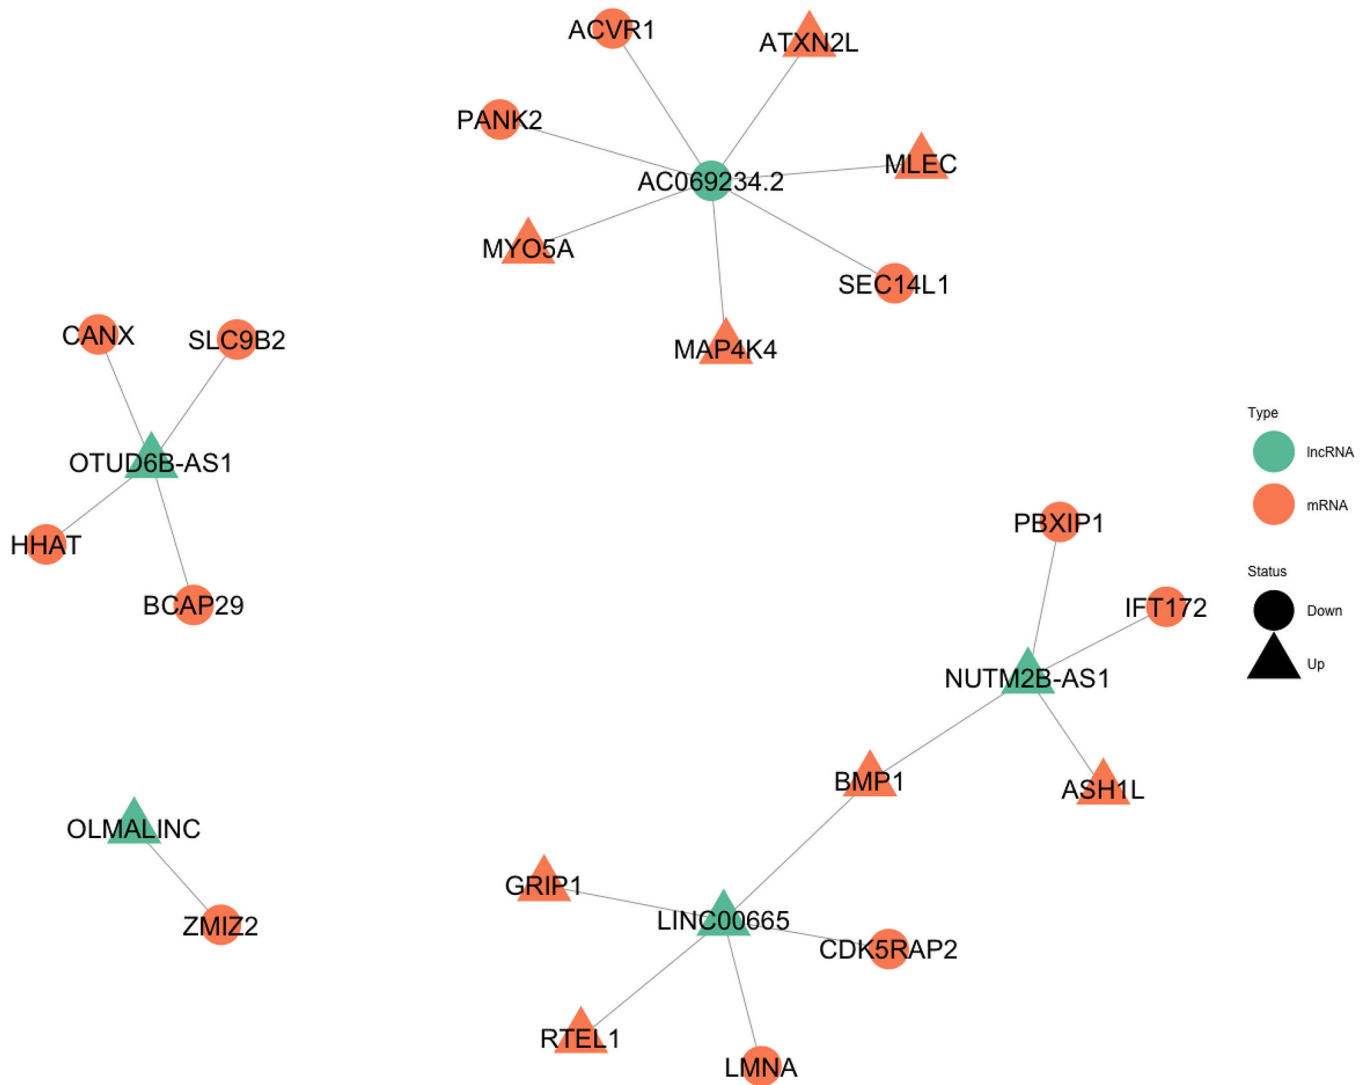 ACVR1
ATXN2L
PANK2
MLEC
AC069234.2
MYO5A
SEC14L1
MAP4K4
CANX
SLC9B2
OTUD6B-AS1
HHAT
BCAP29
Type
lncRNA
mRNA
Status
Down
Up
PBXIP1
IFT172
NUTM2B-AS1
BMP1
ASH1L
OLMALINC
ZMIZ2
GRIP1
LINC00665
CDK5RAP2
RTEL1
LMNA